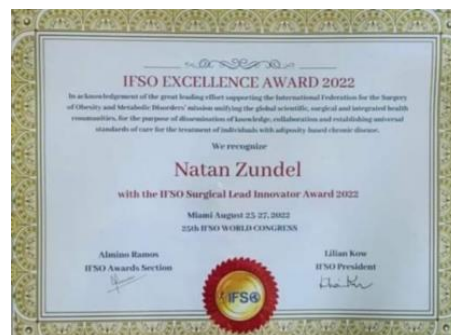 IFSO EXCELLENCE AWARD 2022
In acknowledgement of the great leading effort supporting the International Federation for the Surgery
of Obesity and Metabolic Disorders' mission unifying the global scientific, surgical and integrated health
communities, for the purpose of dissemination of knowledge, collaboration and establishing universal
standards of care for the treatment of individuals with adiposity-based chronic disease.
We recognize
Natan Zundel
with the IFSO Surgical Lead Innovator Award 2022
Miami August 23-27, 2022
25th IFSO WORLD CONGRESS
Almino Ramos
IFSO Awards Section
Lilian Kow
IFSO President
IFSO